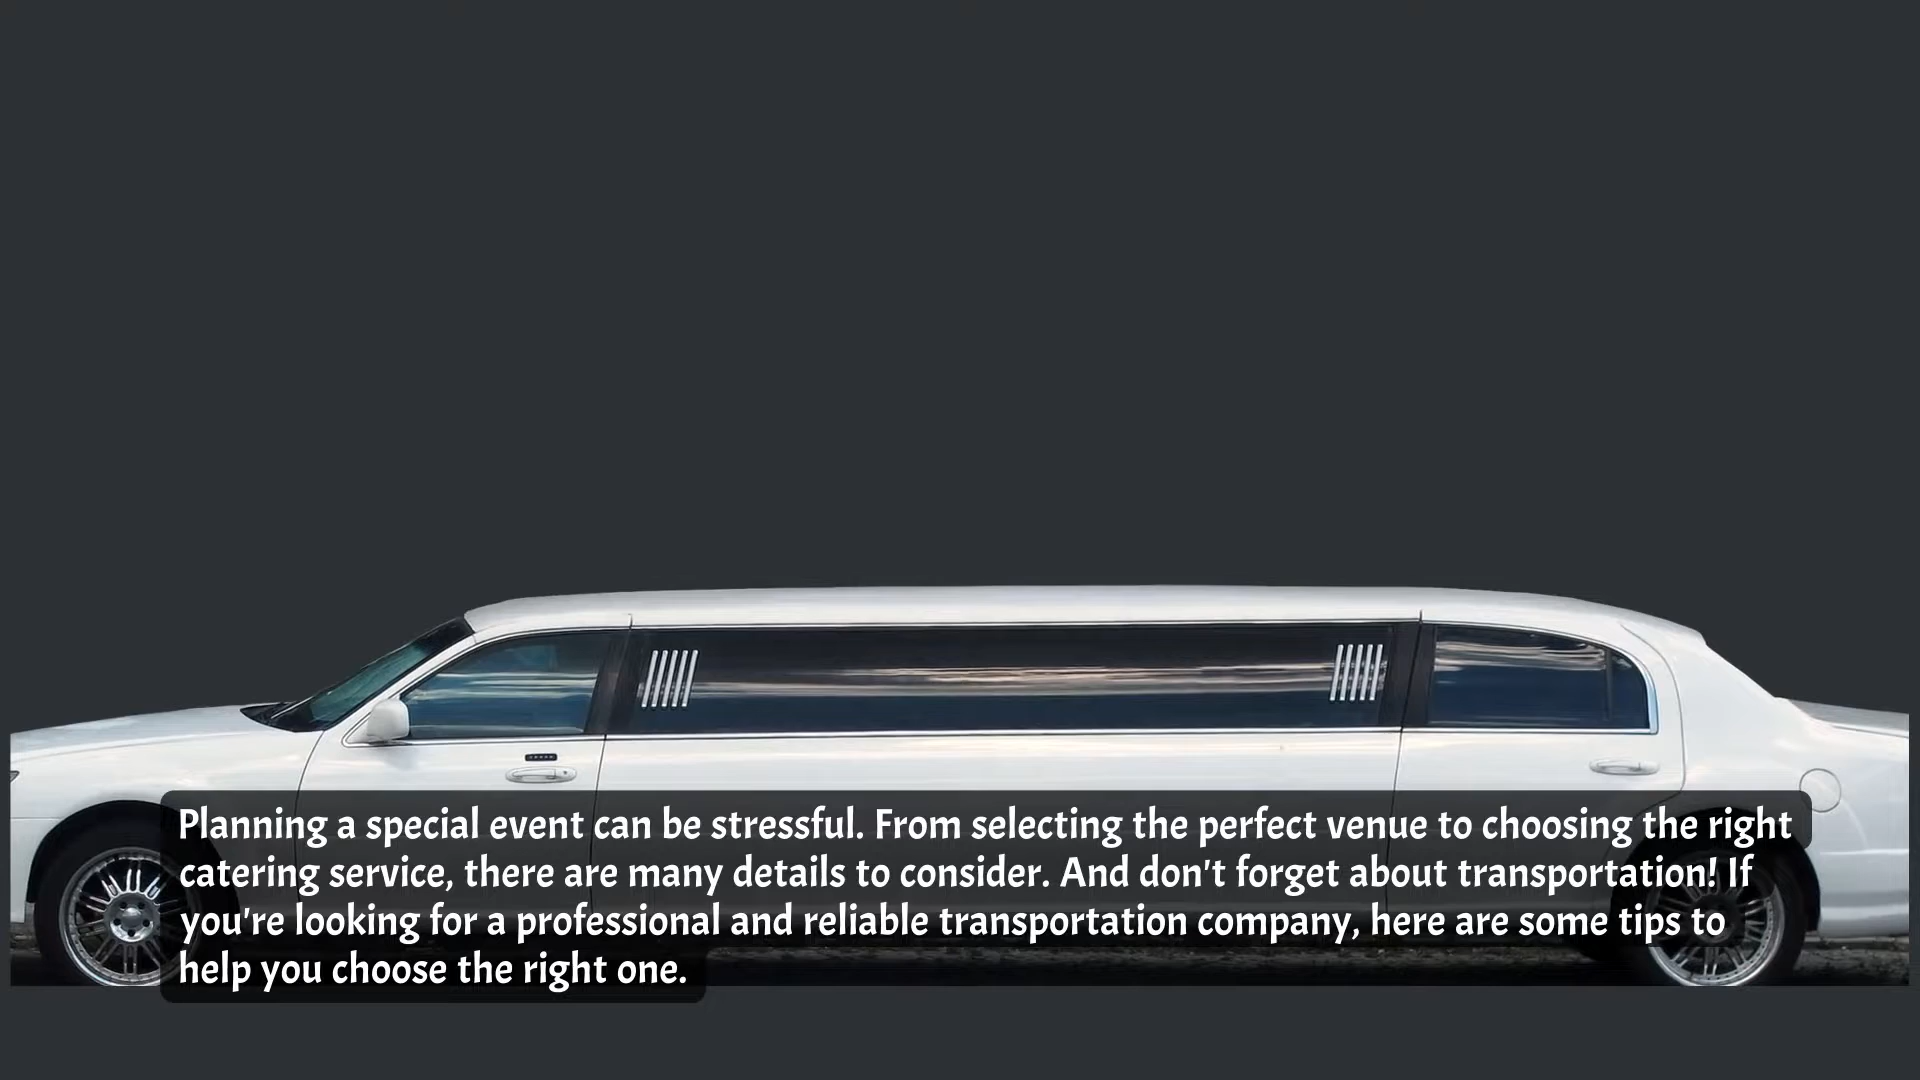 Planning a special event can be stressful. From selecting the perfect venue to choosing the right
catering service, there are many details to consider. And don't forget about transportation! If
you're looking for a professional and reliable transportation company, here are some tips to
help you choose the right one.